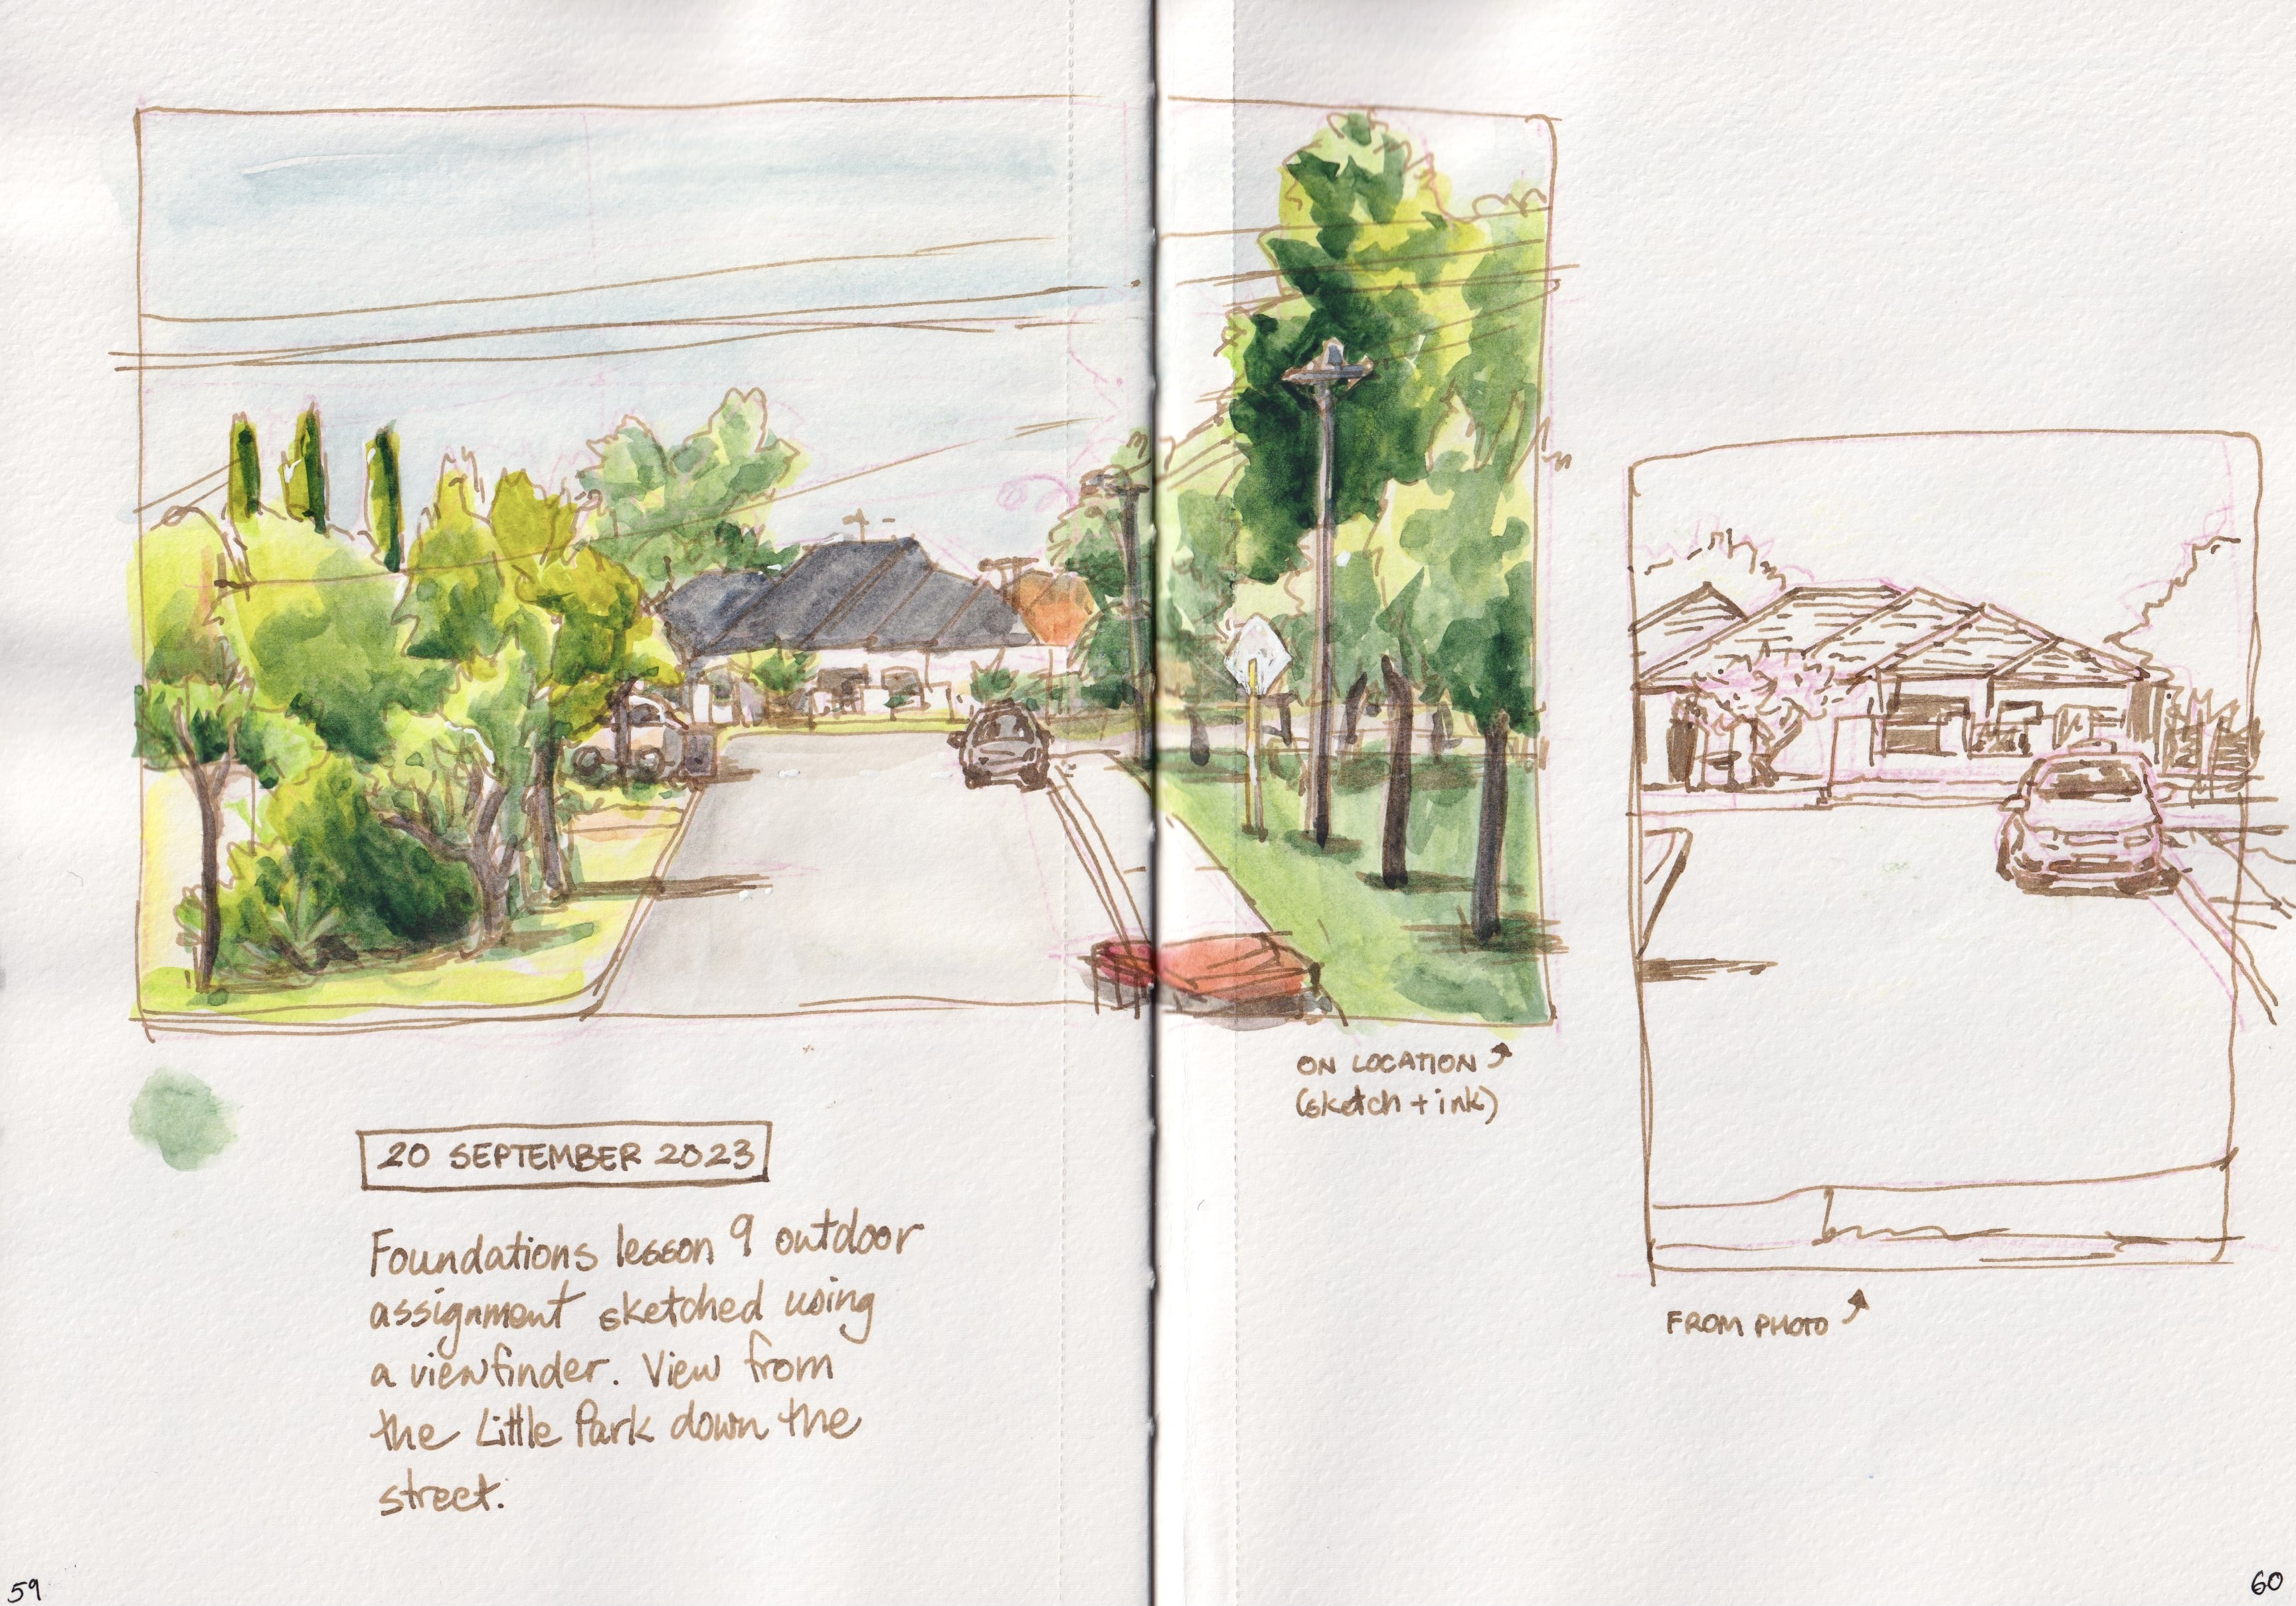 20 SEPTEMBER 2023
Foundations lesson 9 outdoor
assignment sketched using
a viewfinder. View from
the Little Park down the
street.
59
ON LOCATION
(sketch + ink)
FROM PHOTO
60